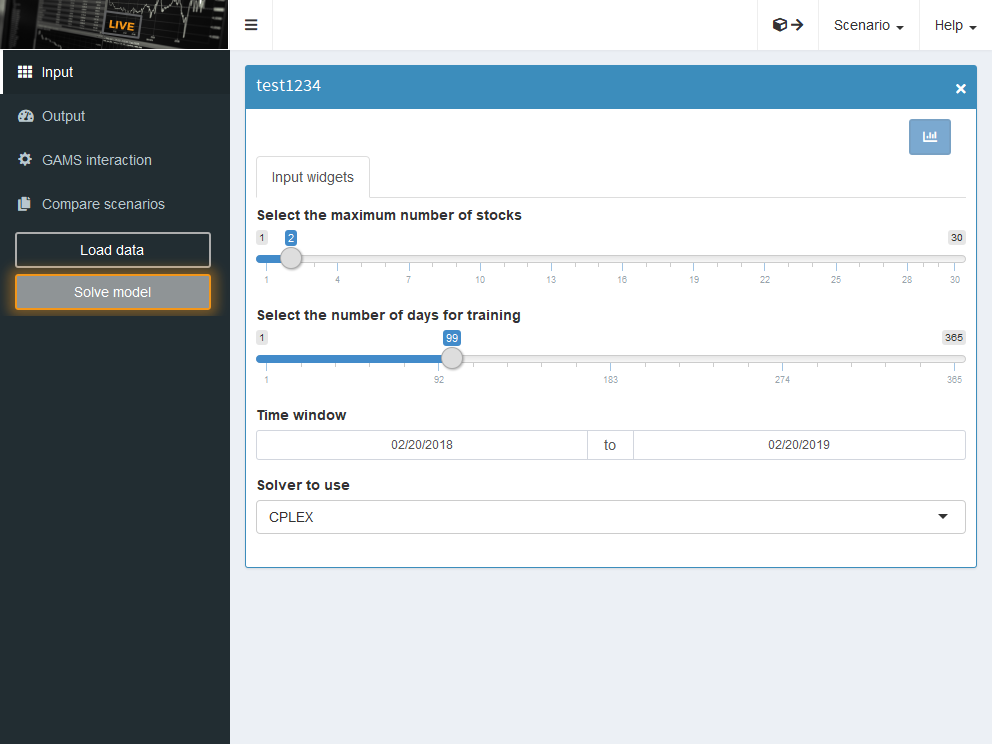 LIVE
Scenario
Help
Input
Output
GAMS interaction
Compare scenarios
Load data
Solve model
test1234
Input widgets
Select the maximum number of stocks
1 2 30
1 4 7 10 13 16 19 22 25 28 30
Select the number of days for training
1 99 365
1 92 183 274 365
Time window
02/20/2018 to 02/20/2019
Solver to use
CPLEX